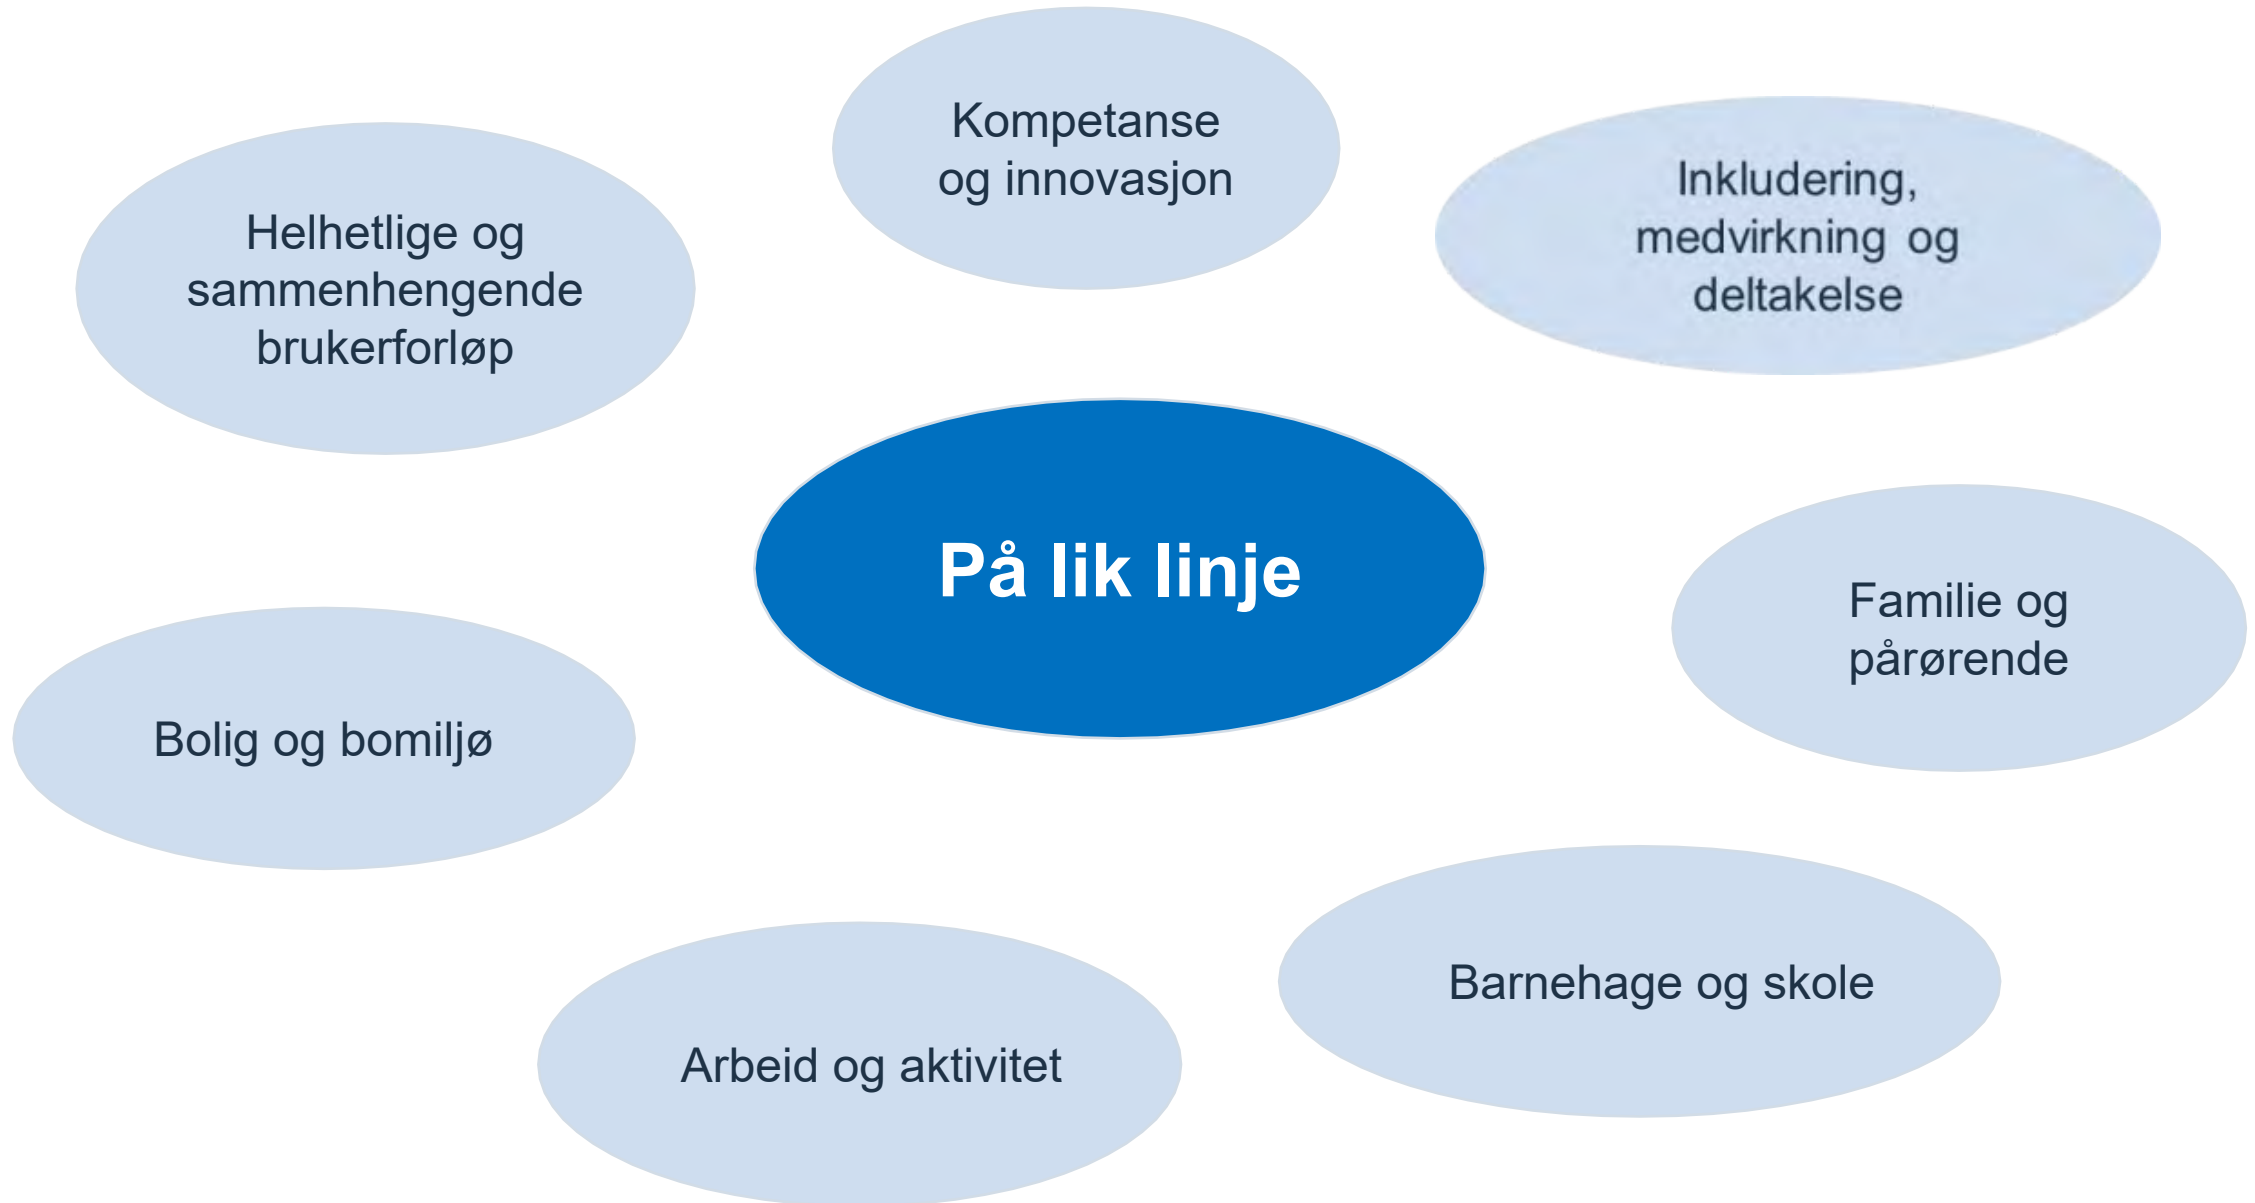 Kompetanse
og innovasjon
Inkludering,
medvirkning og
deltakelse
Helhetlige og
sammenhengende
brukerforløp
På lik linje
Familie og
pårørende
Bolig og bomiljø
Barnehage og skole
Arbeid og aktivitet